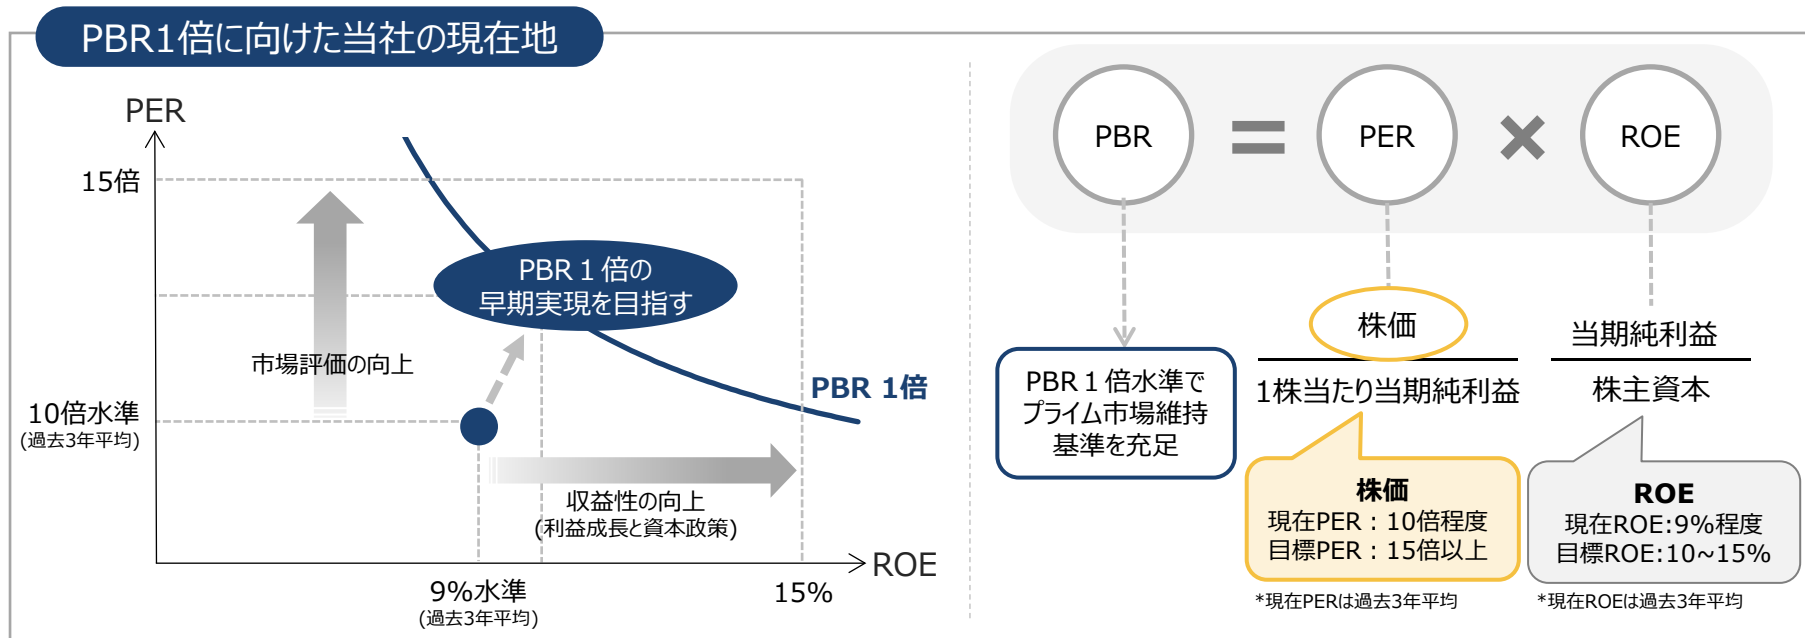 PBR1倍に向けた当社の現在地
PER
15倍
PBR１倍の
早期実現を目指す
市場評価の向上
PBR 1倍
10倍水準
(過去3年平均)
収益性の向上
(利益成長と資本政策)
ROE
9%水準
(過去3年平均)
15%
PBR = PER × ROE
株価
1株当たり当期純利益
当期純利益
株主資本
PBR１倍水準で
プライム市場維持
基準を充足
株価
現在PER：10倍程度
目標PER：15倍以上
*現在PERは過去3年平均
ROE
現在ROE:9%程度
目標ROE:10~15%
*現在ROEは過去3年平均